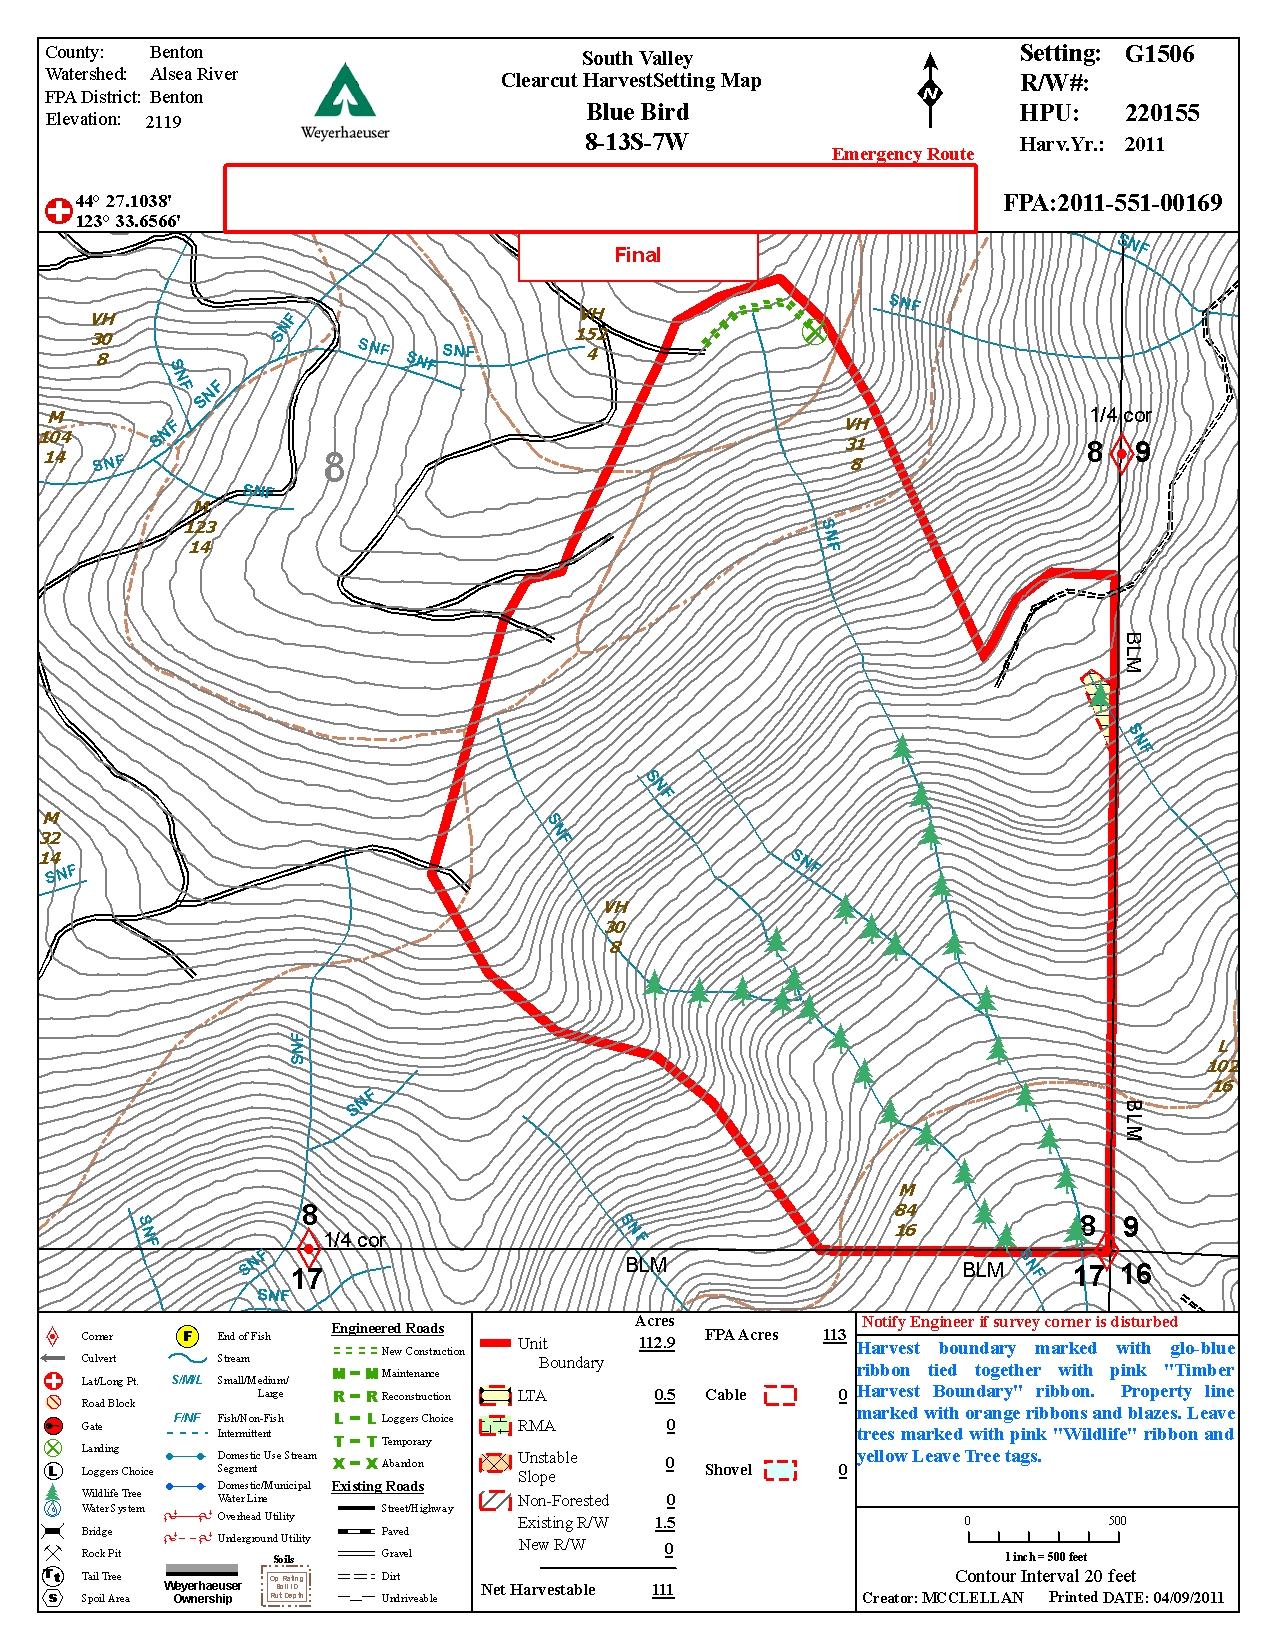 County: Benton
Watershed: Alsea River
FPA District: Benton
Elevation: 2119
Weyerhaeuser
South Valley
Clearcut HarvestSetting Map
Blue Bird
8-13S-7W
N
Setting: G1506
R/W#:
HPU: 220155
Harv.Yr.: 2011
Emergency Route
44° 27.1038'
123° 33.6566'
FPA:2011-551-00169
Final
SNF
VH
30
8
SNF
VH
152
4
SNF
SNF
SNF
SNF
SNF
SNF
M
104
14
SNF
SNF
SNF
8
M
123
14
VH
31
8
1/4 cor
8 9
SNF
BLM
SNF
SNF
SNF
SNF
M
32
14
SNF
VH
30
8
SNF
SNF
L
102
16
BLM
M
84
16
8
1/4 cor
17
SNF
SNF
SNF
SNF
BLM
BLM
SNF
8 9
17 16
Corner
Culvert
Lat/Long Pt.
Road Block
Gate
Landing
L Loggers Choice
Wildlife Tree
Water System
Bridge
Rock Pit
Tt Tail Tree
S Spoil Area
F End of Fish
Stream
S/M/L Small/Medium/
Large
F/NF Fish/Non-Fish
Intermittent
Domestic Use Stream
Segment
Domestic/Municipal
Water Line
Overhead Utility
Underground Utility
Weyerhaeuser
Ownership
Soils
Op Rating
Soil ID
Rut Depth
Engineered Roads
New Construction
M M Maintenance
R R Reconstruction
L L Loggers Choice
T T Temporary
X X Abandon
Existing Roads
Street/Highway
Paved
Gravel
Dirt
Undriveable
Acres
Unit
Boundary 112.9
LTA 0.5
RMA 0
Unstable
Slope 0
Non-Forested 0
Existing R/W 1.5
New R/W 0
Net Harvestable 111
FPA Acres 113
Cable 0
Shovel 0
Notify Engineer if survey corner is disturbed
Harvest boundary marked with glo-blue
ribbon tied together with pink "Timber
Harvest Boundary" ribbon. Property line
marked with orange ribbons and blazes. Leave
trees marked with pink "Wildlife" ribbon and
yellow Leave Tree tags.
0 500
1 inch = 500 feet
Contour Interval 20 feet
Creator: MCCLELLAN Printed DATE: 04/09/2011